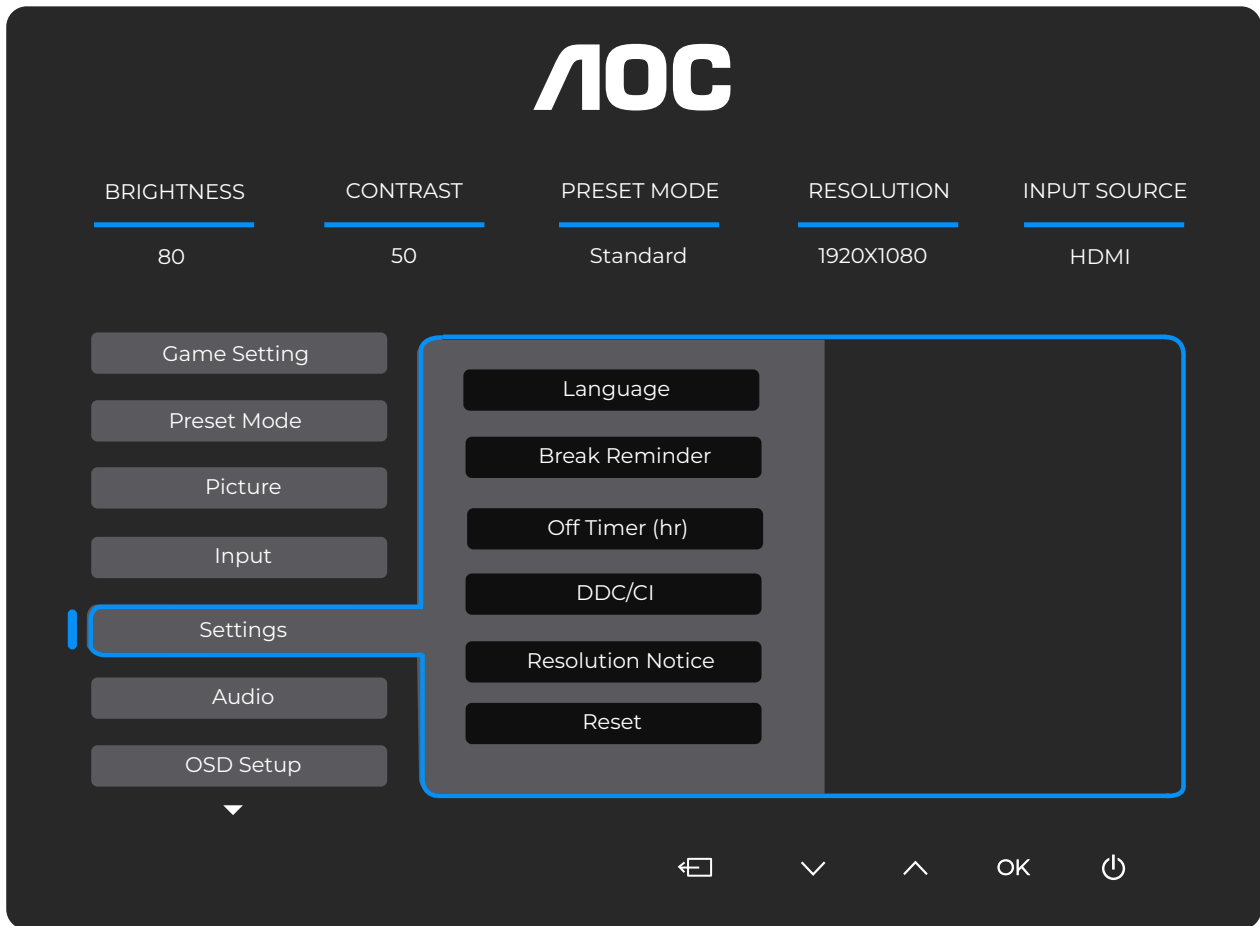 AOC
BRIGHTNESS CONTRAST PRESET MODE RESOLUTION INPUT SOURCE
80 50 Standard 1920X1080 HDMI
Game Setting
Preset Mode
Picture
Input
Settings
Audio
OSD Setup
Language
Break Reminder
Off Timer (hr)
DDC/CI
Resolution Notice
Reset
OK